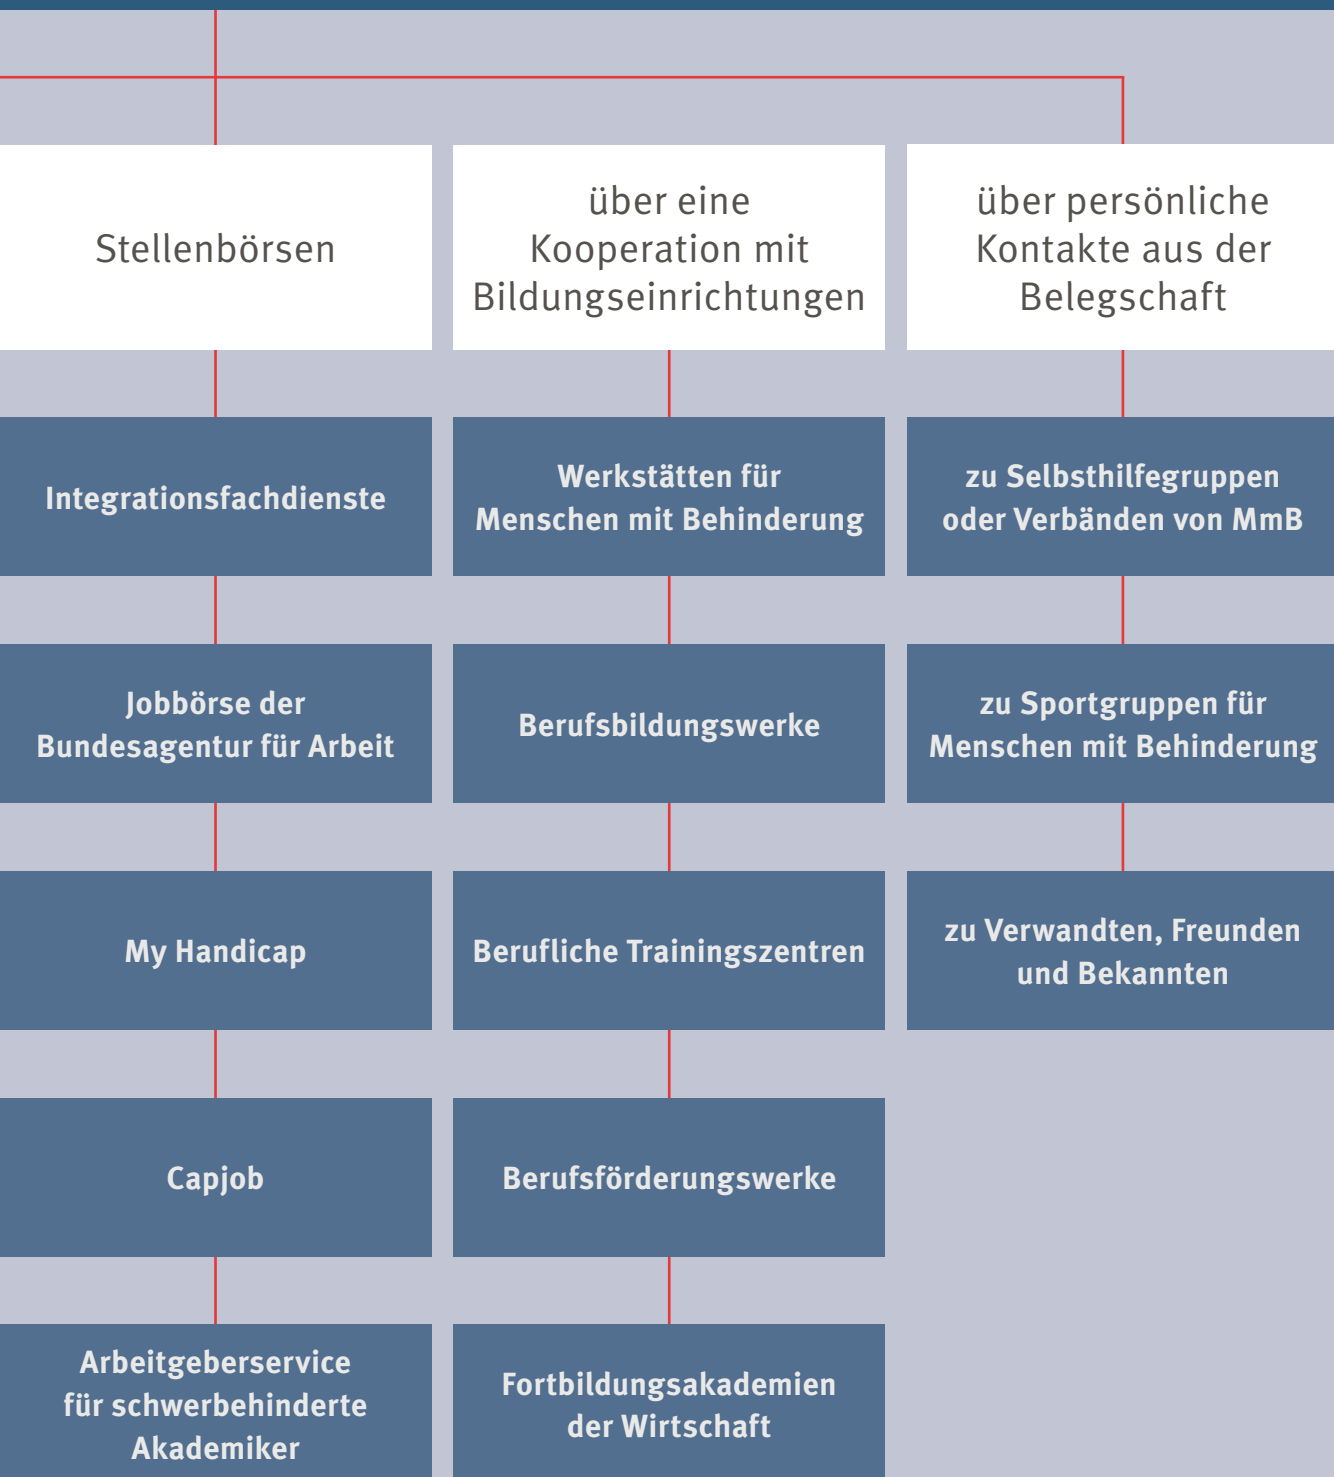 Stellenbörsen
über eine
Kooperation mit
Bildungseinrichtungen
über persönliche
Kontakte aus der
Belegschaft
Integrationsfachdienste
Werkstätten für
Menschen mit Behinderung
zu Selbsthilfegruppen
oder Verbänden von MmB
Jobbörse der
Bundesagentur für Arbeit
Berufsbildungswerke
zu Sportgruppen für
Menschen mit Behinderung
My Handicap
Berufliche Trainingszentren
zu Verwandten, Freunden
und Bekannten
Capjob
Berufsförderungswerke
Arbeitgeberservice
für schwerbehinderte
Akademiker
Fortbildungsakademien
der Wirtschaft